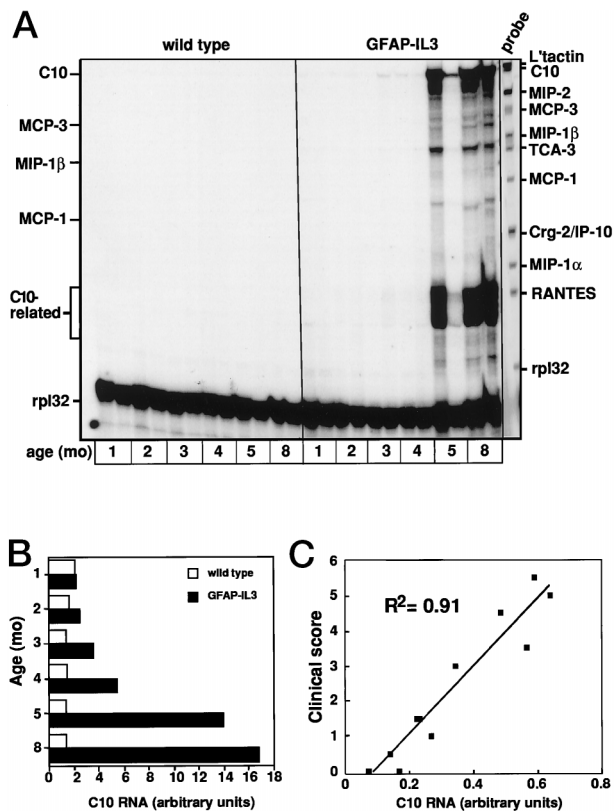 A
wild type GFAP-IL3 probe
C10
MCP-3
MIP-1β
MCP-1
C10-
related
rpl32
L'tactin
C10
MIP-2
MCP-3
MIP-1β
TCA-3
MCP-1
Crg-2/IP-10
MIP-1α
RANTES
rpl32
age (mo) 1 2 3 4 5 8 1 2 3 4 5 8
B
wild type
GFAP-IL3
Age (mo)
1
2
3
4
5
8
0 2 4 6 8 10 12 14 16 18
C10 RNA (arbitrary units)
C
R2= 0.91
Clinical score
6
5
4
3
2
1
0
0 0.2 0.4 0.6 0.8
C10 RNA (arbitrary units)